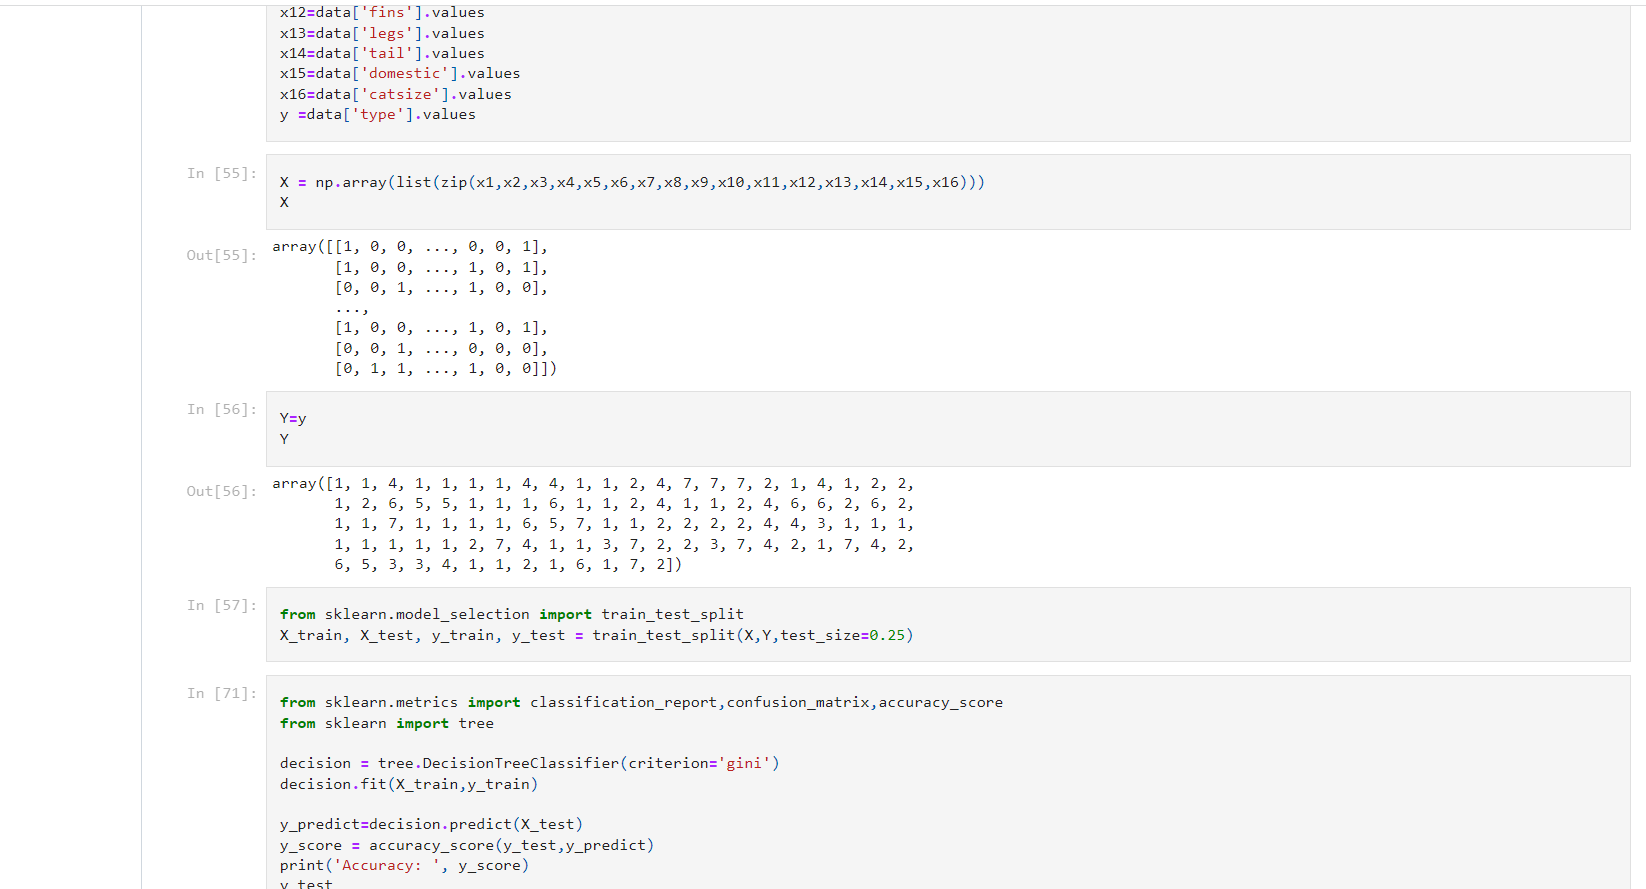 x12=data['fins'].values
x13=data['legs'].values
x14=data['tail'].values
x15=data['domestic'].values
x16=data['catsize'].values
y =data['type'].values
In [55]:
X = np.array(list(zip(x1,x2,x3,x4,x5,x6,x7,x8,x9,x10,x11,x12,x13,x14,x15,x16)))
X
Out[55]:
array([[1, 0, 0, ..., 0, 0, 1],
[1, 0, 0, ..., 1, 0, 1],
[0, 0, 1, ..., 1, 0, 0],
...,
[1, 0, 0, ..., 1, 0, 1],
[0, 0, 1, ..., 0, 0, 0],
[0, 1, 1, ..., 1, 0, 0]])
In [56]:
Y=y
Y
Out[56]:
array([1, 1, 4, 1, 1, 1, 1, 4, 4, 1, 1, 2, 4, 7, 7, 7, 2, 1, 4, 1, 2, 2,
1, 2, 6, 5, 5, 1, 1, 1, 6, 1, 1, 2, 4, 1, 1, 2, 4, 6, 6, 2, 6, 2,
1, 1, 7, 1, 1, 1, 1, 6, 5, 7, 1, 1, 2, 2, 2, 2, 4, 4, 3, 1, 1, 1,
1, 1, 1, 1, 1, 2, 7, 4, 1, 1, 3, 7, 2, 2, 3, 7, 4, 2, 1, 7, 4, 2,
6, 5, 3, 3, 4, 1, 1, 2, 1, 6, 1, 7, 2])
In [57]:
from sklearn.model_selection import train_test_split
X_train, X_test, y_train, y_test = train_test_split(X,Y,test_size=0.25)
In [71]:
from sklearn.metrics import classification_report,confusion_matrix,accuracy_score
from sklearn import tree
decision = tree.DecisionTreeClassifier(criterion='gini')
decision.fit(X_train,y_train)
y_predict=decision.predict(X_test)
y_score = accuracy_score(y_test,y_predict)
print('Accuracy: ', y_score)
y_test